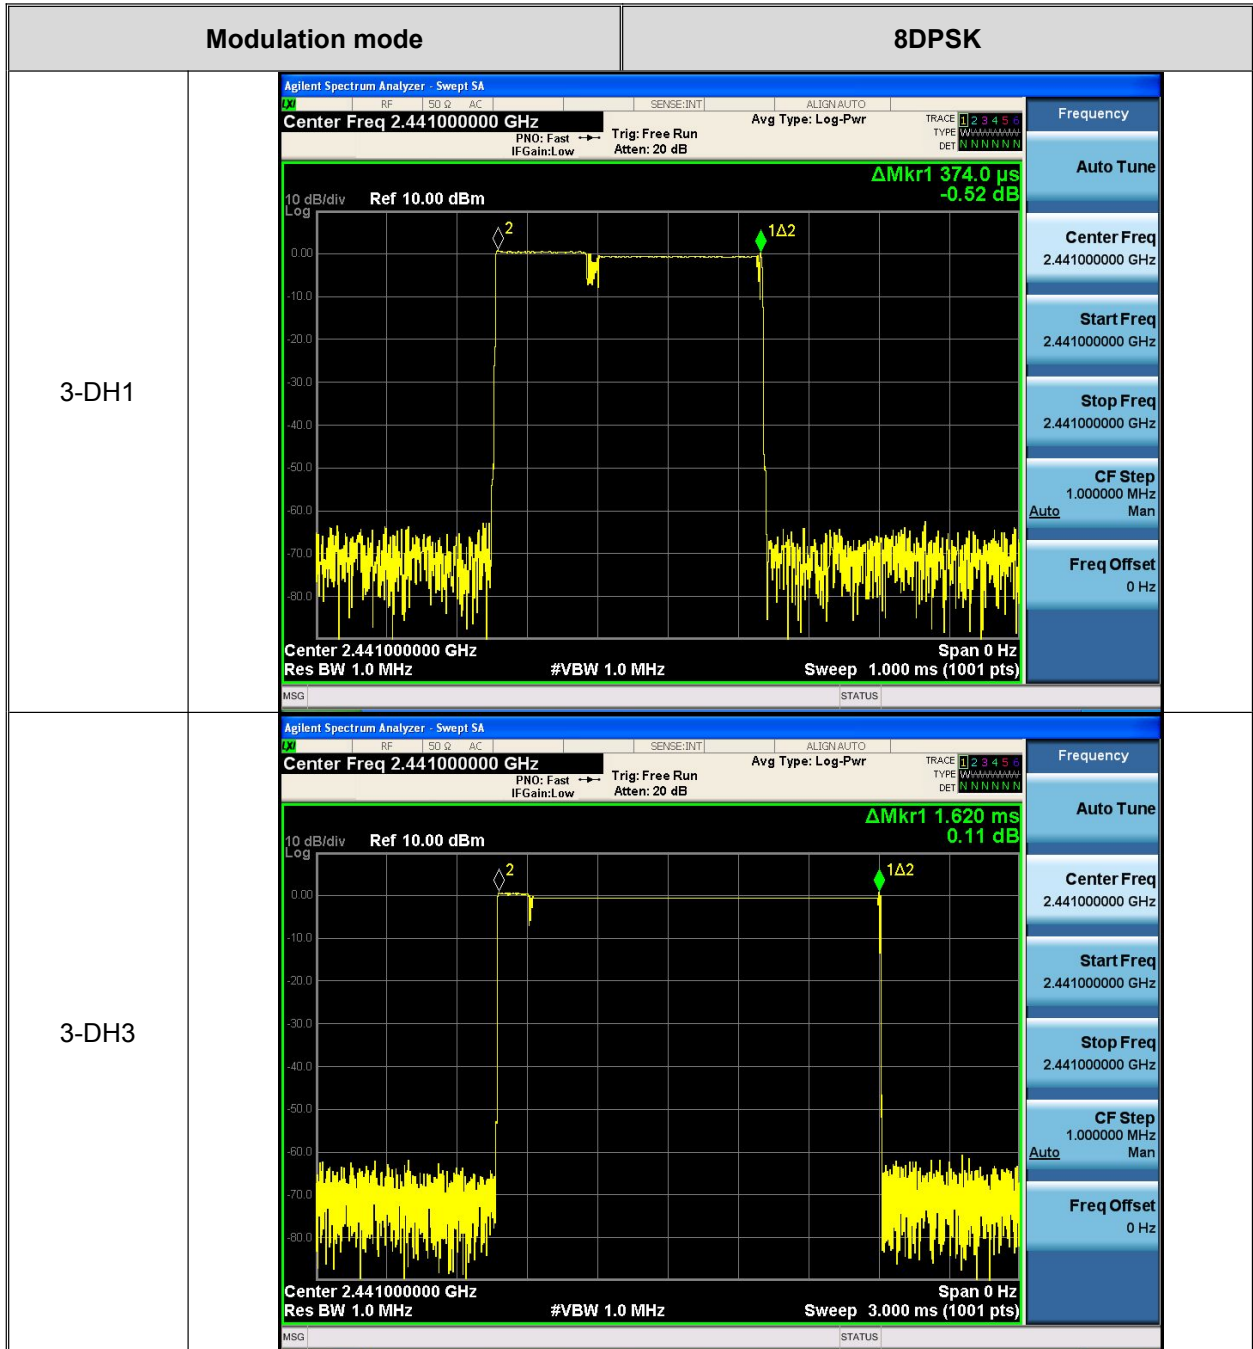 Modulation mode 8DPSK
3-DH1
Agilent Spectrum Analyzer - Swept SA
LXI RF 50 Ω AC SENSE:INT ALIGN AUTO
Center Freq 2.441000000 GHz Avg Type: Log-Pwr TRACE 1 2 3 4 5 6
PNO: Fast Trig: Free Run TYPE WWWWWW
IFGain:Low Atten: 20 dB DET N N N N N N
ΔMkr1 374.0 µs
-0.52 dB
10 dB/div Ref 10.00 dBm
Log
2 1Δ2
0.00
-10.0
-20.0
-30.0
-40.0
-50.0
-60.0
-70.0
-80.0
Center 2.441000000 GHz Span 0 Hz
Res BW 1.0 MHz #VBW 1.0 MHz Sweep 1.000 ms (1001 pts)
MSG STATUS
Frequency
Auto Tune
Center Freq
2.441000000 GHz
Start Freq
2.441000000 GHz
Stop Freq
2.441000000 GHz
CF Step
1.000000 MHz
Auto Man
Freq Offset
0 Hz
3-DH3
Agilent Spectrum Analyzer - Swept SA
LXI RF 50 Ω AC SENSE:INT ALIGN AUTO
Center Freq 2.441000000 GHz Avg Type: Log-Pwr TRACE 1 2 3 4 5 6
PNO: Fast Trig: Free Run TYPE WWWWWW
IFGain:Low Atten: 20 dB DET N N N N N N
ΔMkr1 1.620 ms
0.11 dB
10 dB/div Ref 10.00 dBm
Log
2 1Δ2
0.00
-10.0
-20.0
-30.0
-40.0
-50.0
-60.0
-70.0
-80.0
Center 2.441000000 GHz Span 0 Hz
Res BW 1.0 MHz #VBW 1.0 MHz Sweep 3.000 ms (1001 pts)
MSG STATUS
Frequency
Auto Tune
Center Freq
2.441000000 GHz
Start Freq
2.441000000 GHz
Stop Freq
2.441000000 GHz
CF Step
1.000000 MHz
Auto Man
Freq Offset
0 Hz